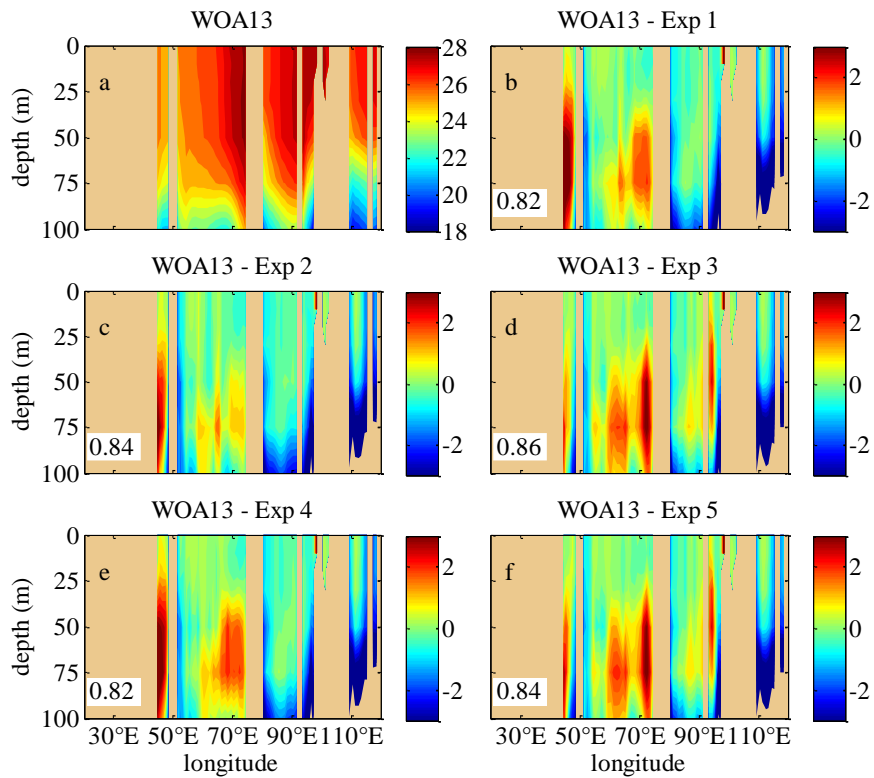 WOA13
WOA13 - Exp 1
0
25
50
75
100
depth (m)
a
28
26
24
22
20
18
b
0.82
2
0
-2
WOA13 - Exp 2
WOA13 - Exp 3
0
25
50
75
100
depth (m)
c
0.84
2
0
-2
d
0.86
2
0
-2
WOA13 - Exp 4
WOA13 - Exp 5
0
25
50
75
100
depth (m)
e
0.82
2
0
-2
f
0.84
2
0
-2
30°E 50°E 70°E 90°E110°E
30°E 50°E 70°E 90°E110°E
longitude
longitude